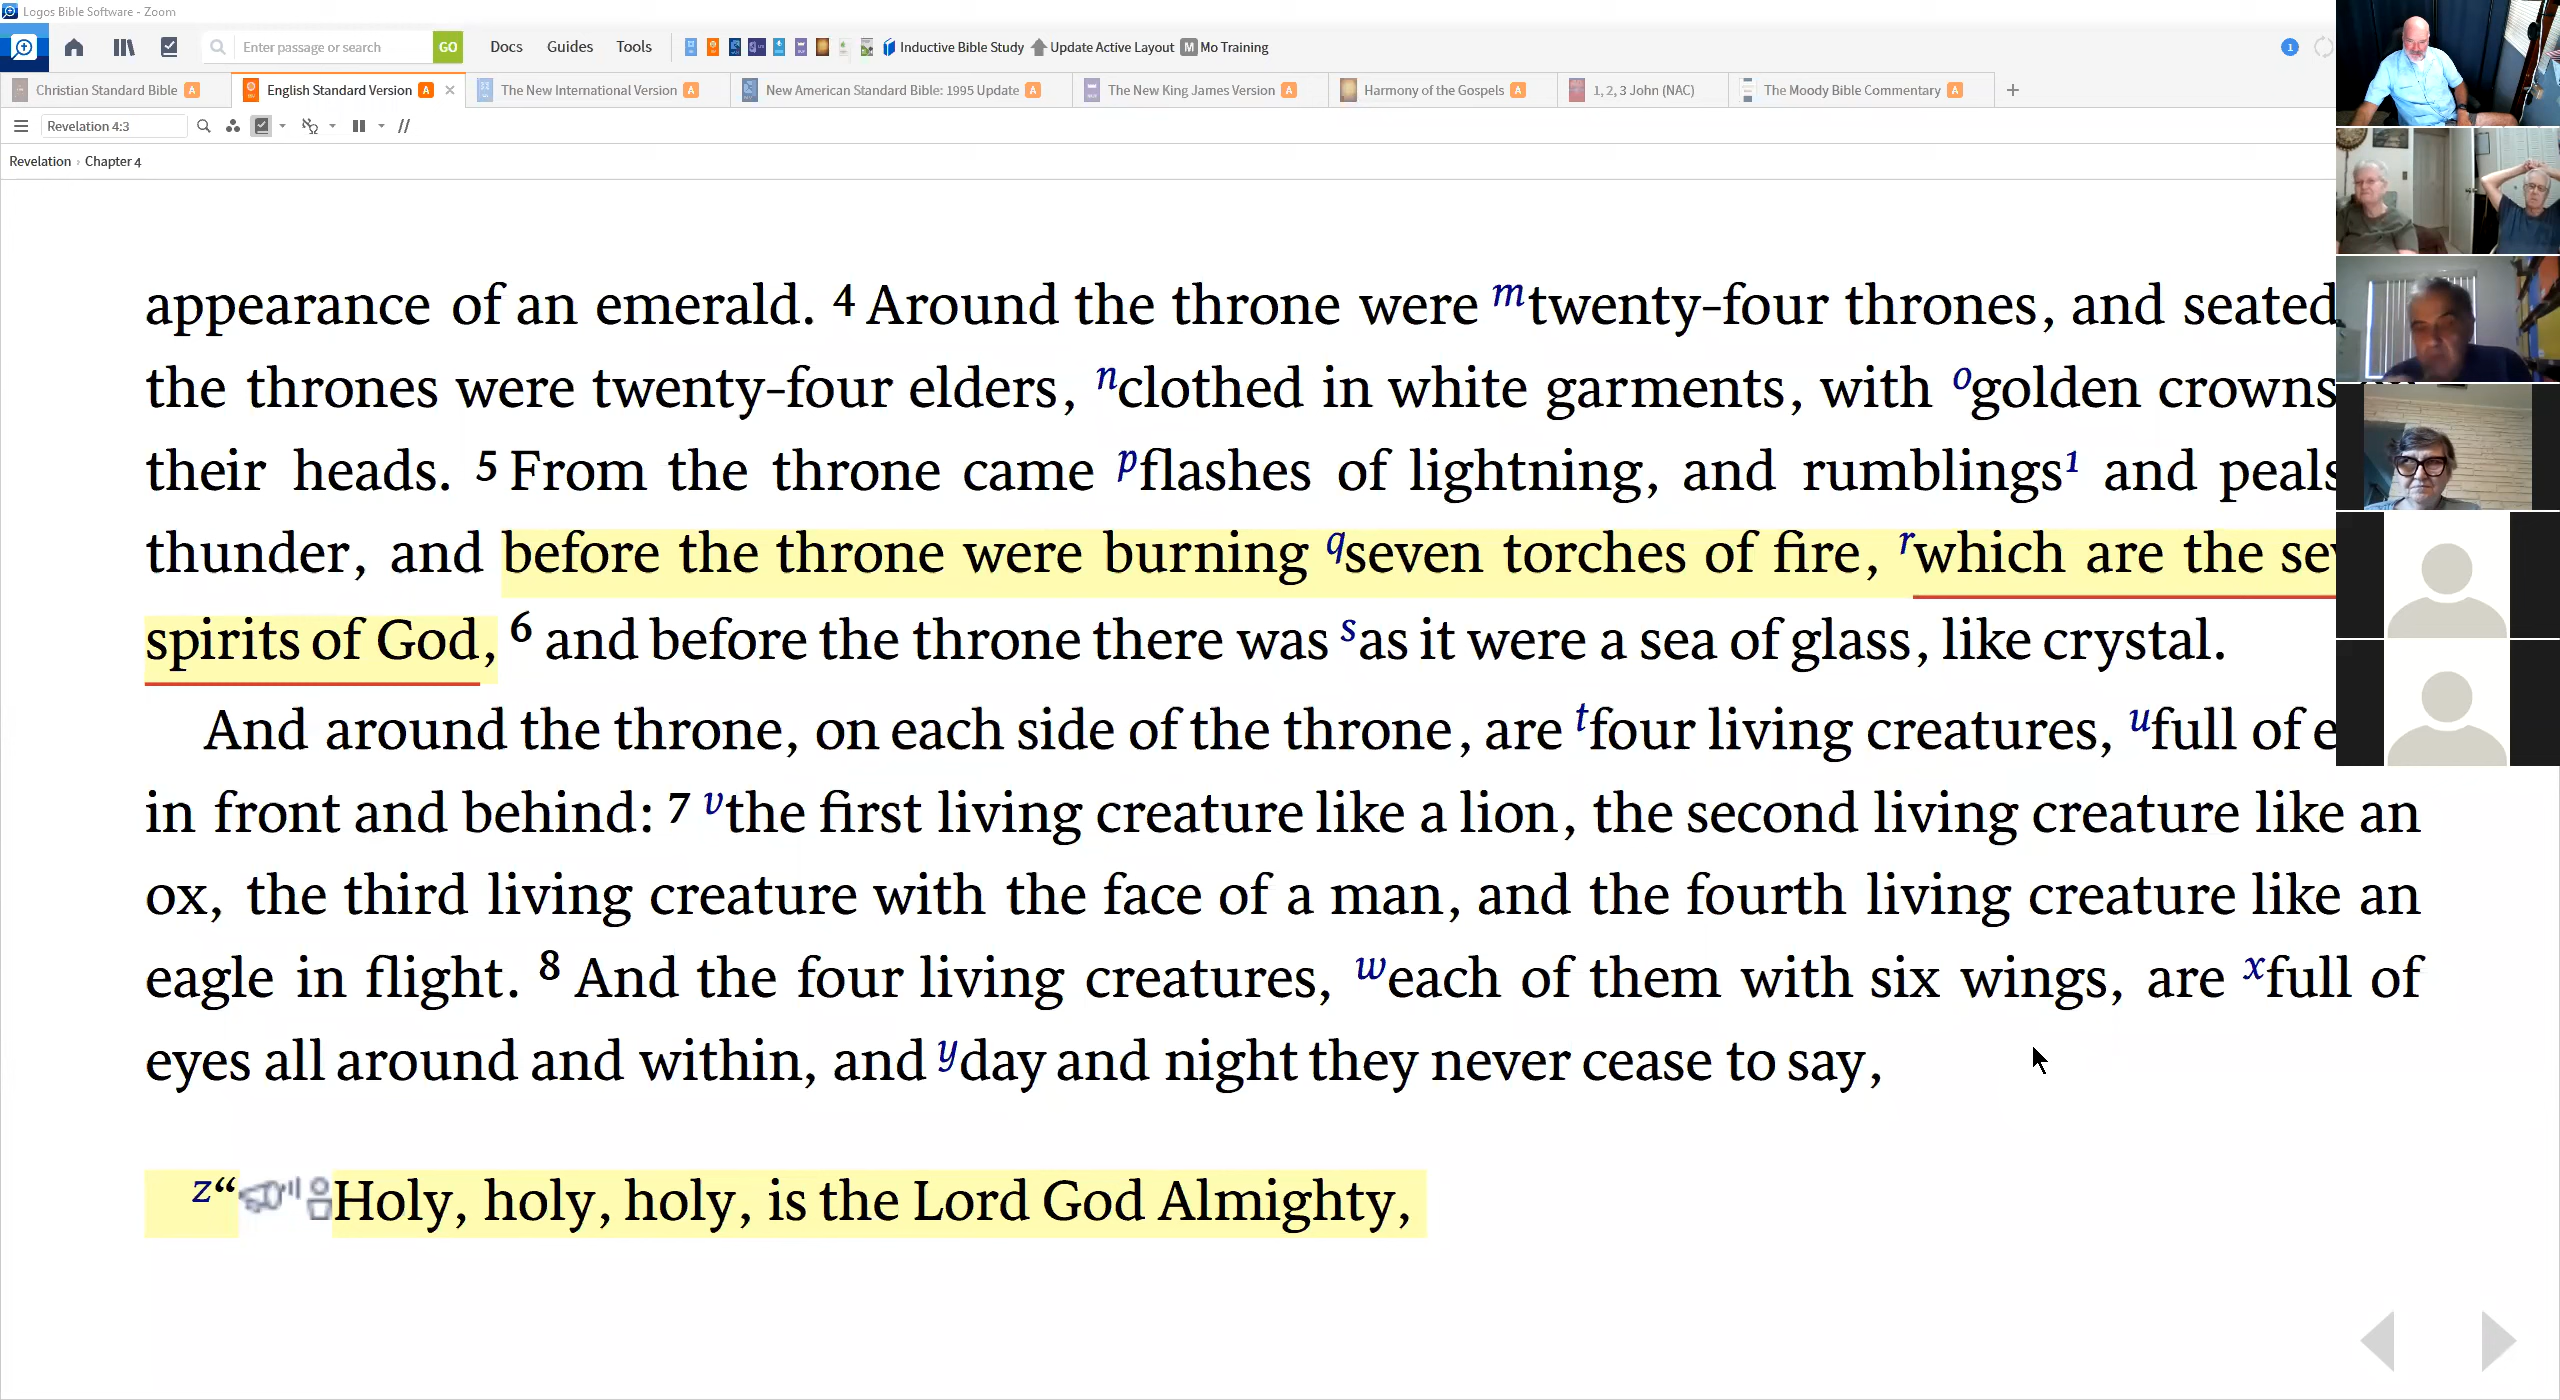 Logos Bible Software - Zoom
Enter passage or search GO Docs Guides Tools Inductive Bible Study Update Active Layout M Mo Training 1
Christian Standard Bible A English Standard Version A The New International Version A New American Standard Bible: 1995 Update A The New King James Version A Harmony of the Gospels A 1, 2, 3 John (NAC) The Moody Bible Commentary A
Revelation 4:3
Revelation › Chapter 4
appearance of an emerald. 4 Around the throne were m twenty-four thrones, and seated
the thrones were twenty-four elders, n clothed in white garments, with o golden crowns
their heads. 5 From the throne came p flashes of lightning, and rumblings1 and peals
thunder, and before the throne were burning q seven torches of fire, r which are the
spirits of God, 6 and before the throne there was s as it were a sea of glass, like crystal.
And around the throne, on each side of the throne, are t four living creatures, u full of
in front and behind: 7 v the first living creature like a lion, the second living creature like an
ox, the third living creature with the face of a man, and the fourth living creature like an
eagle in flight. 8 And the four living creatures, w each of them with six wings, are x full of
eyes all around and within, and y day and night they never cease to say,
z “Holy, holy, holy, is the Lord God Almighty,